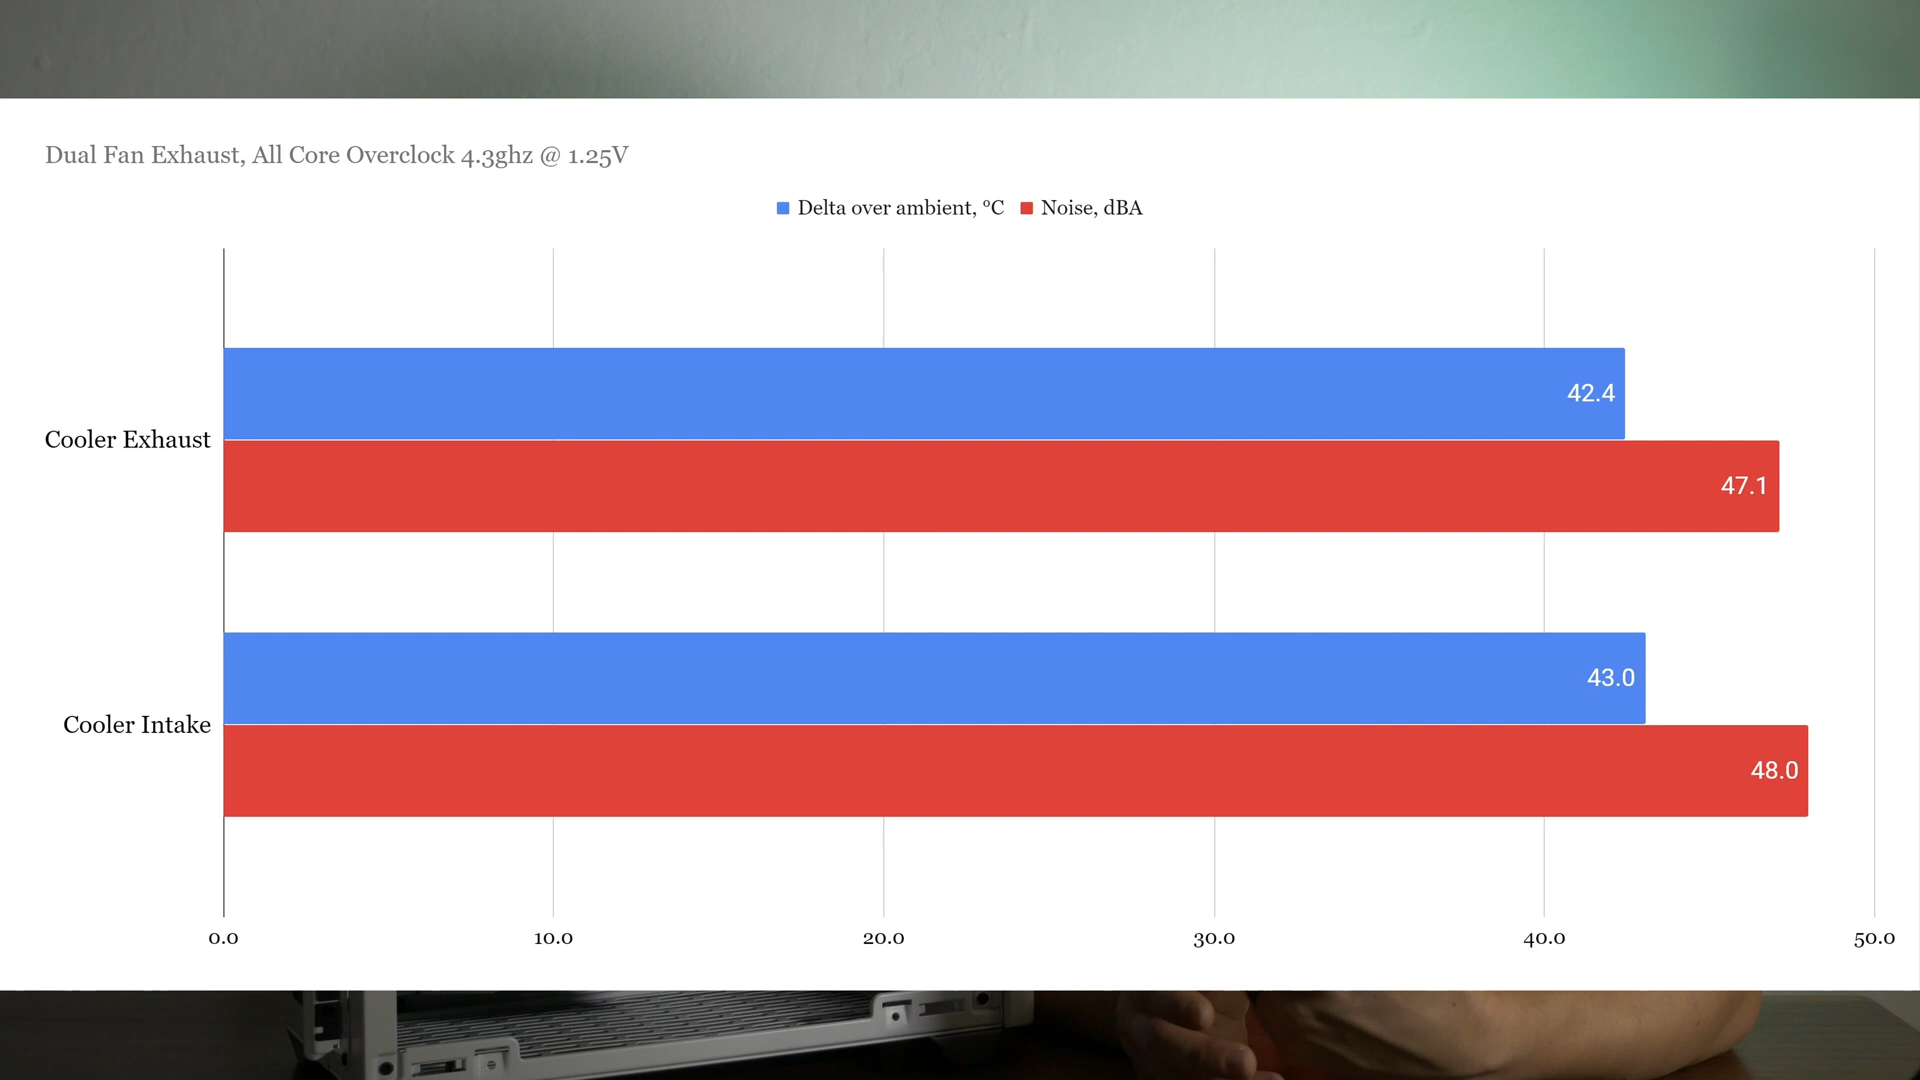 Dual Fan Exhaust, All Core Overclock 4.3ghz @ 1.25V
Delta over ambient, °C Noise, dBA
Cooler Exhaust
42.4
47.1
Cooler Intake
43.0
48.0
0.0 10.0 20.0 30.0 40.0 50.0